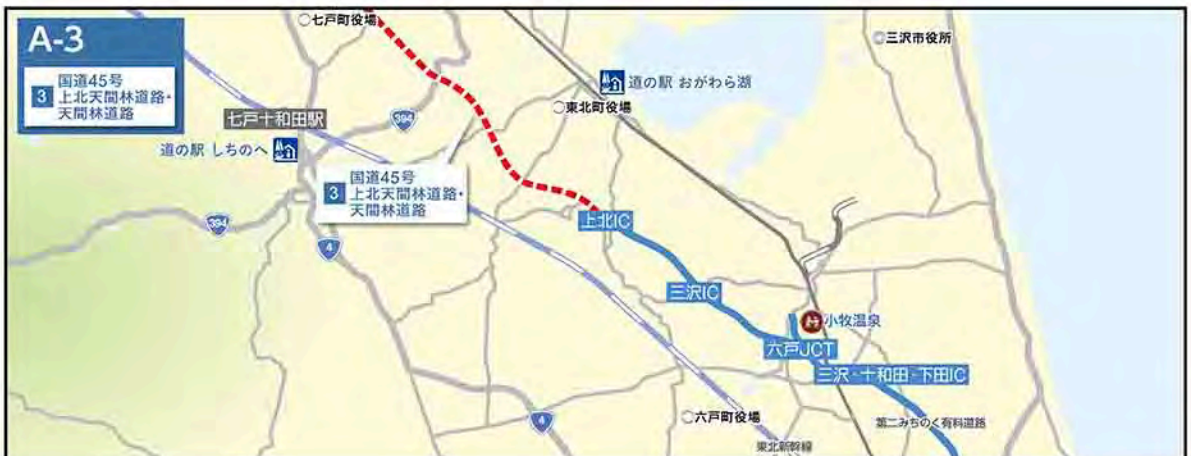 A-3
3
国道45号
上北天間林道路・
天間林道路
○七戸町役場
七戸十和田駅
道の駅 しちのへ
394
394
4
3
国道45号
上北天間林道路・
天間林道路
道の駅 おがわら湖
○東北町役場
○三沢市役所
上北IC
三沢IC
小牧温泉
六戸JCT
三沢・十和田・下田IC
第二みちのく有料道路
○六戸町役場
4
東北新幹線